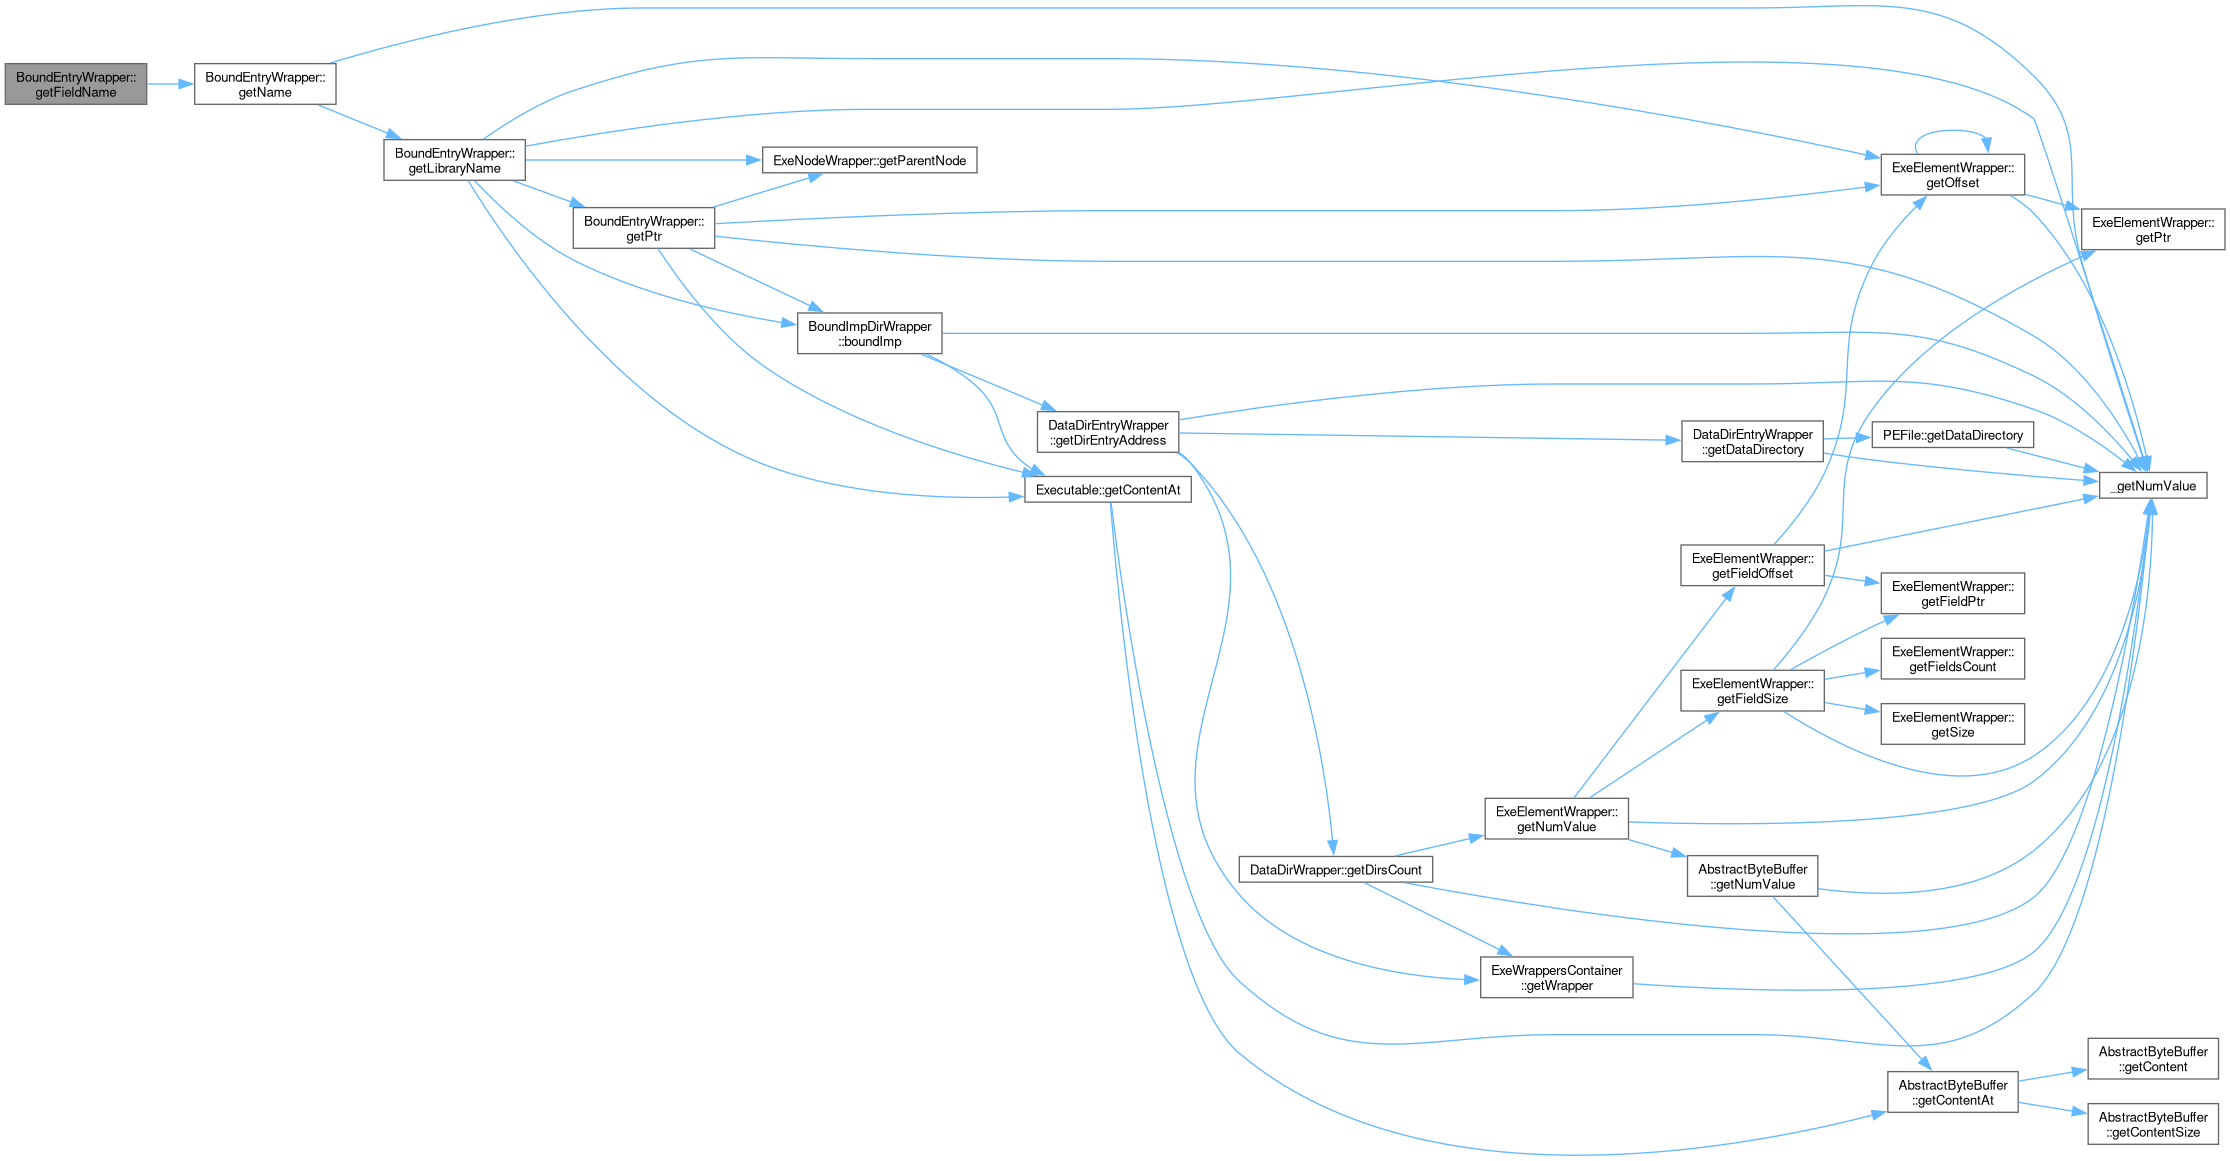 BoundEntryWrapper::
getFieldName
BoundEntryWrapper::
getName
BoundEntryWrapper::
getLibraryName
ExeNodeWrapper::getParentNode
BoundEntryWrapper::
getPtr
BoundImpDirWrapper
::boundImp
DataDirEntryWrapper
::getDirEntryAddress
Executable::getContentAt
DataDirWrapper::getDirsCount
ExeElementWrapper::
getNumValue
ExeWrappersContainer
::getWrapper
DataDirEntryWrapper
::getDataDirectory
ExeElementWrapper::
getFieldOffset
ExeElementWrapper::
getFieldSize
AbstractByteBuffer
::getNumValue
ExeElementWrapper::
getOffset
PEFile::getDataDirectory
ExeElementWrapper::
getFieldPtr
ExeElementWrapper::
getFieldsCount
ExeElementWrapper::
getSize
AbstractByteBuffer
::getContentAt
ExeElementWrapper::
getPtr
_getNumValue
AbstractByteBuffer
::getContent
AbstractByteBuffer
::getContentSize